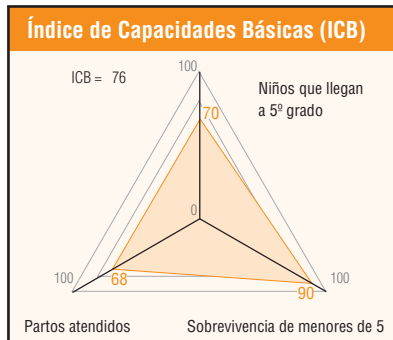 Índice de Capacidades Básicas (ICB)
ICB = 76
100
Niños que llegan
a 5º grado
70
0
100
68
100
90
Partos atendidos
Sobrevivencia de menores de 5